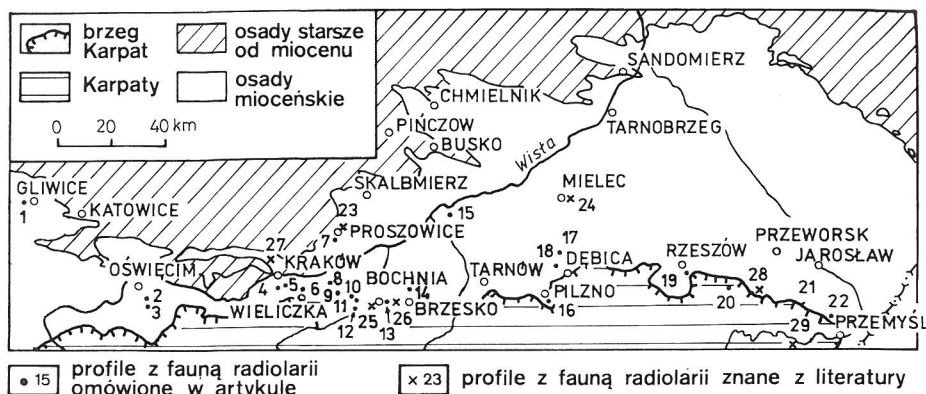 brzeg Karpat
osady starsze od miocenu
Karpaty
osady mioceńskie
0 20 40 km
SANDOMIERZ
CHMIELNIK
TARNOBRZEG
PIŃCZOW
BUSKO
Wisła
GLIWICE
1
KATOWICE
SKALBMIERZ
MIELEC
24
23
15
7
PROSZOWICE
27
KRAKÓW
OŚWIĘCIM
2
3
4
5
6
8
9
10
11
12
WIELICZKA
BOCHNIA
14
25
26
13
BRZESKO
TARNÓW
17
18
DĘBICA
PILZNO
16
RZESZÓW
19
20
PRZEWORSK
JAROSŁAW
28
21
22
29
PRZEMYŚL
15 profile z fauną radiolarii omówione w artykule
23 profile z fauną radiolarii znane z literatury